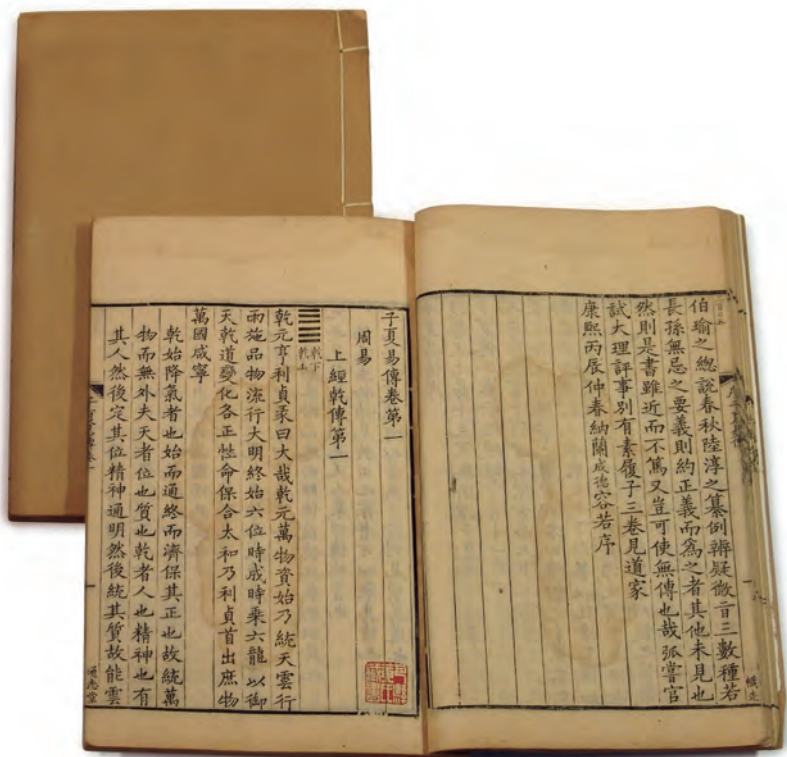 伯瑜之總說春秋陸淳之纂例辨疑微旨三數種若
長孫無忌之要義則約正義而為之者其他未見也
然則是書雖近而不篤又豈可使無傳也哉弧嘗官
試大理評事別有素履子三卷見道家
康熙丙辰仲春納蘭成德容若序
子夏易傳卷第一
周易
上經乾傳第一
乾下
乾上
乾元亨利貞彖曰大哉乾元萬物資始乃統天雲行
雨施品物流行大明終始六位時成時乗六龍以御
天乾道變化各正性命保合太和乃利貞首出庶物
萬國咸寧
乾始降氣者也始而通終而濟保其正也故統萬
物而無外夫天者位也質也乾者人也精神也有
其人然後定其位精神通明然後統其質故能雲
通志堂